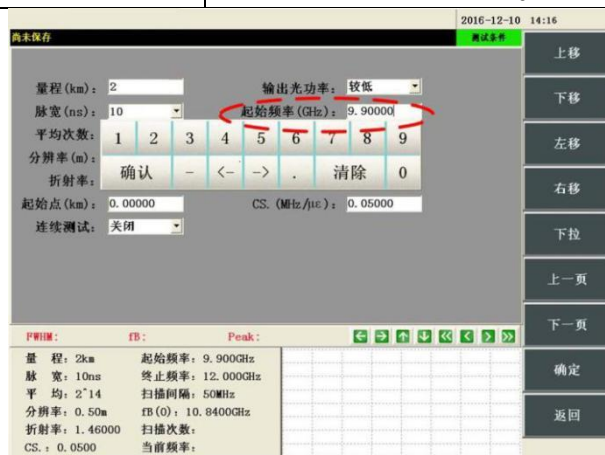 2016-12-10 14:16
尚未保存 测试条件
量程(km): 2 输出光功率: 较低
脉宽(ns): 10 起始频率(GHz): 9.90000
平均次数:
1 2 3 4 5 6 7 8 9
分辨率(m):
确认 - <- -> . 清除 0
折射率:
起始点(km): 0.00000 CS.(MHz/με): 0.05000
连续测试: 关闭
上移
下移
左移
右移
下拉
上一页
下一页
确定
返回
FWHM: fB: Peak:
量 程: 2km 起始频率: 9.900GHz
脉 宽: 10ns 终止频率: 12.000GHz
平 均: 2^14 扫描间隔: 50MHz
分辨率: 0.50m fB(0): 10.8400GHz
折射率: 1.46000 扫描次数:
CS.: 0.0500 当前频率: